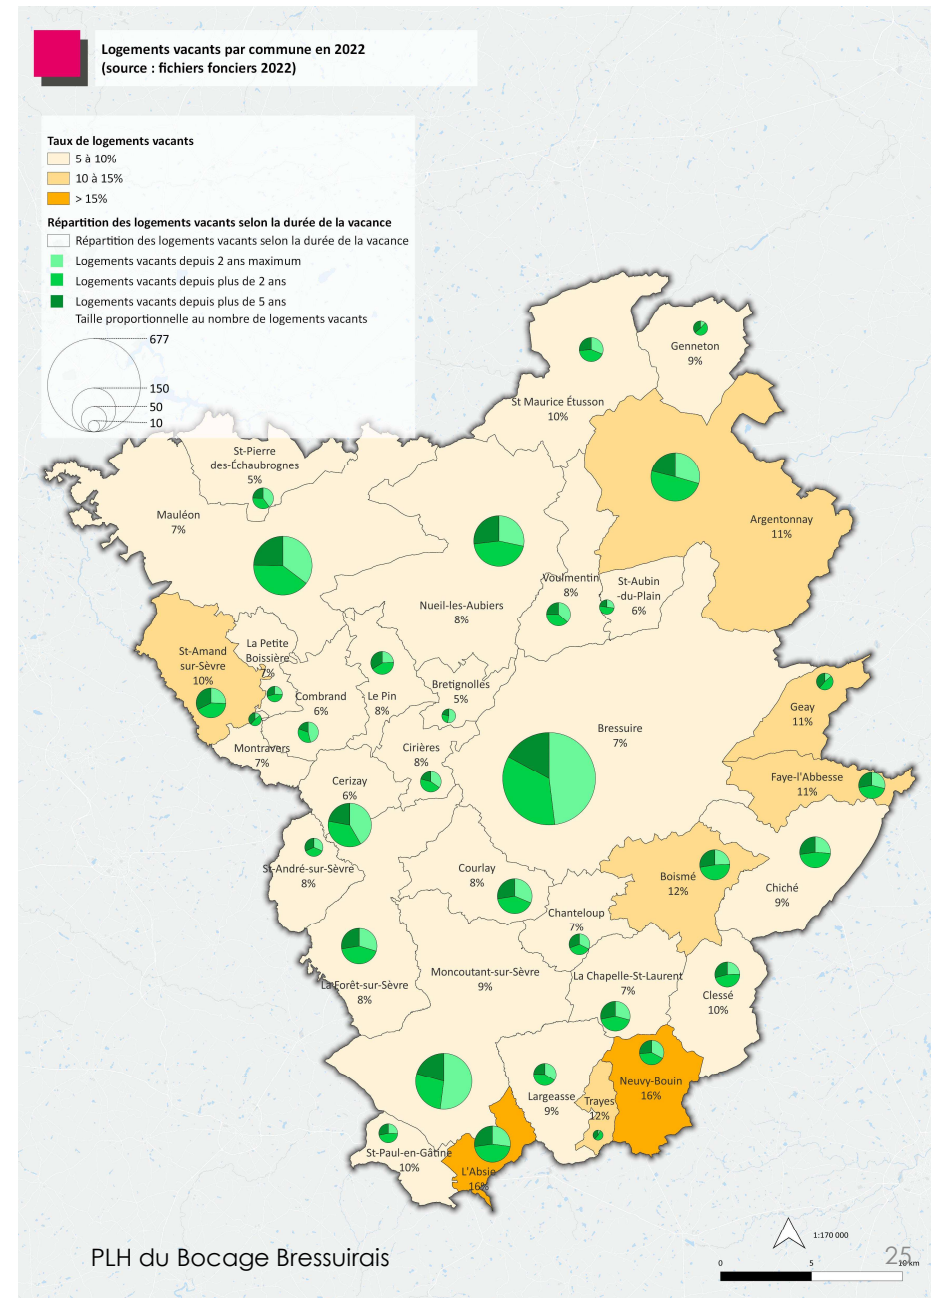 Logements vacants par commune en 2022
(source : fichiers fonciers 2022)
Taux de logements vacants
5 à 10%
10 à 15%
> 15%
Répartition des logements vacants selon la durée de la vacance
Répartition des logements vacants selon la durée de la vacance
Logements vacants depuis 2 ans maximum
Logements vacants depuis plus de 2 ans
Logements vacants depuis plus de 5 ans
Taille proportionnelle au nombre de logements vacants
677
150
50
10
Genneton
9%
St Maurice Étusson
10%
St-Pierre
des-Échaubrognes
5%
Mauléon
7%
Argentonnay
11%
Voulmentin
8%
St-Aubin
-du-Plain
6%
Nueil-les-Aubiers
8%
St-Amand
sur-Sèvre
10%
La Petite
Boissière
7%
Combrand
6%
Le Pin
8%
Bretignolles
5%
Geay
11%
Bressuire
7%
Montravers
7%
Cirières
8%
Cerizay
6%
Faye-l'Abbesse
11%
St-André-sur-Sèvre
8%
Courlay
8%
Boismé
12%
Chiché
9%
Chanteloup
7%
Moncoutant-sur-Sèvre
9%
La Chapelle-St-Laurent
7%
La Forêt-sur-Sèvre
8%
Clessé
10%
Neuvy-Bouin
16%
Largeasse
9%
Trayes
12%
St-Paul-en-Gâtine
10%
L'Absie
16%
1:170 000
PLH du Bocage Bressuirais
25
0 5 10 km